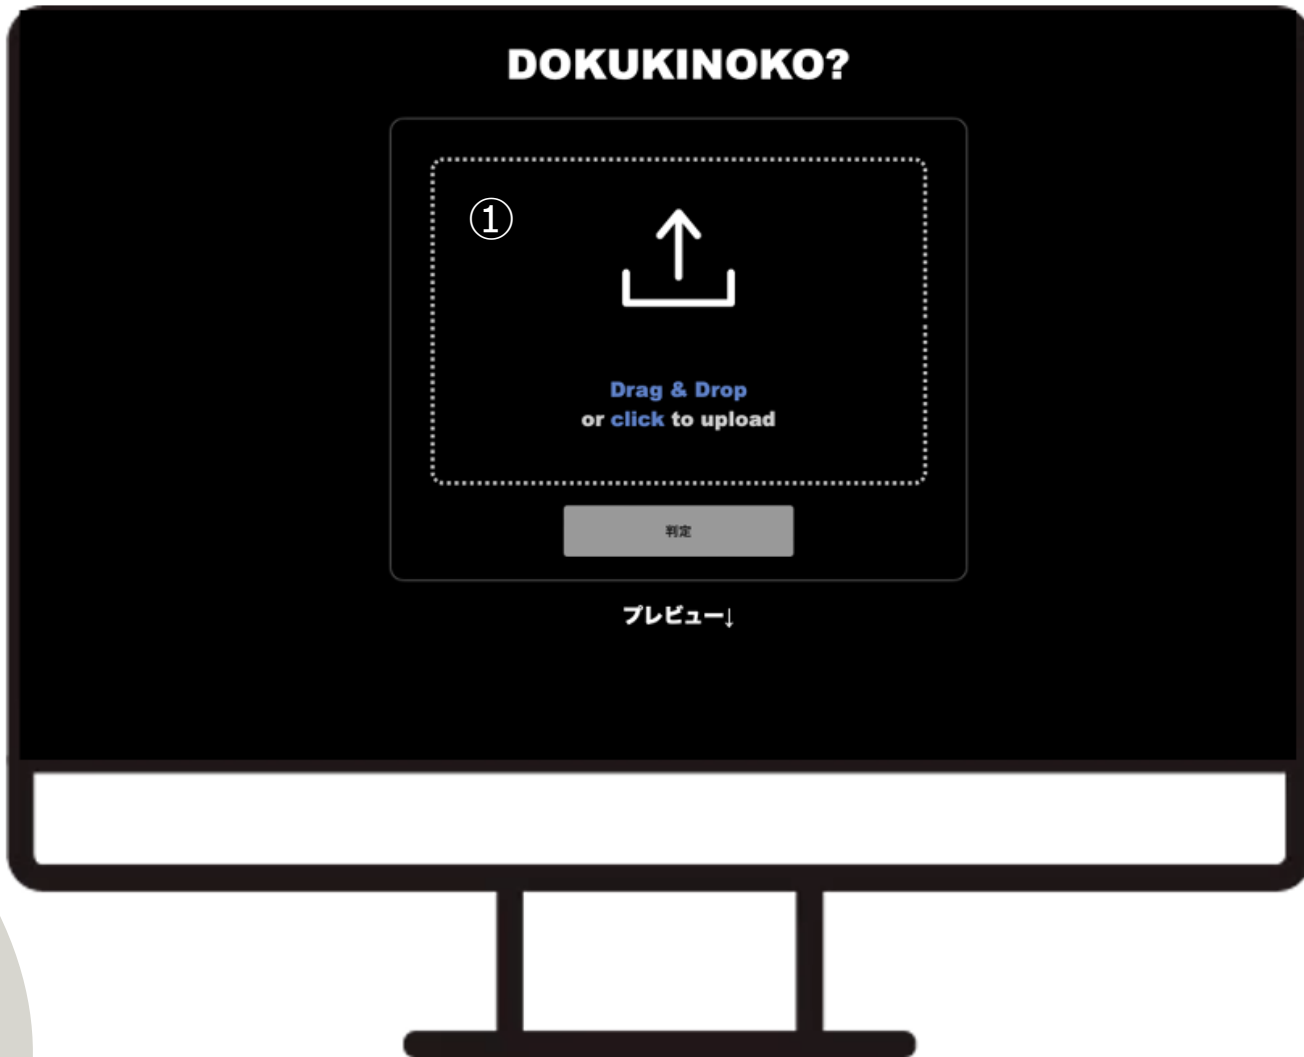 DOKUKINOKO?
①
Drag & Drop
or click to upload
判定
プレビュー↓